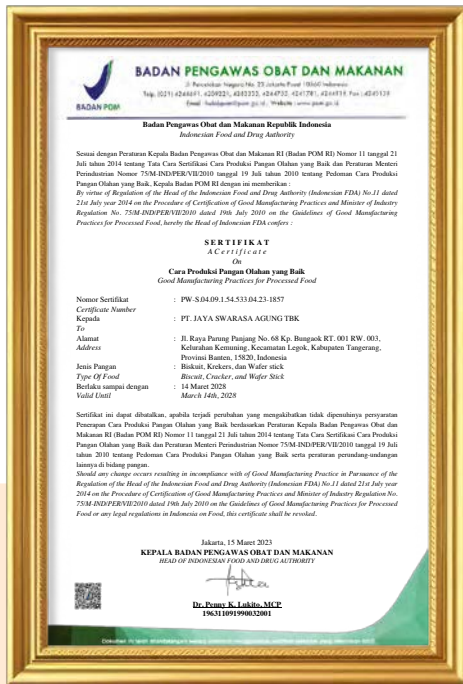 BADAN POM
BADAN PENGAWAS OBAT DAN MAKANAN
Jl. Percetakan Negara No. 23 Jakarta Pusat 10560 Indonesia
Badan Pengawas Obat dan Makanan Republik Indonesia
Indonesian Food and Drug Authority
Sesuai dengan Peraturan Kepala Badan Pengawas Obat dan Makanan RI (Badan POM RI) Nomor 11 tanggal 21
Juli tahun 2014 tentang Tata Cara Sertifikasi Cara Produksi Pangan Olahan yang Baik dan Peraturan Menteri
Perindustrian Nomor 75/M-IND/PER/VII/2010 tanggal 19 Juli tahun 2010 tentang Pedoman Cara Produksi
Pangan Olahan yang Baik, Kepala Badan POM RI dengan ini memberikan :
By virtue of Regulation of the Head of the Indonesian Food and Drug Authority (Indonesian FDA) No.11 dated
21st July year 2014 on the Procedure of Certification of Good Manufacturing Practices and Minister of Industry
Regulation No. 75/M-IND/PER/VII/2010 dated 19th July 2010 on the Guidelines of Good Manufacturing
Practices for Processed Food, hereby the Head of Indonesian FDA confers :
S E R T I F I K A T
A C e r t i f i c a t e
On
Cara Produksi Pangan Olahan yang Baik
Good Manufacturing Practices for Processed Food
Nomor Sertifikat : PW-S.04.09.1.54.533.04.23-1857
Certificate Number
Kepada : PT. JAYA SWARASA AGUNG TBK
To
Alamat : Jl. Raya Parung Panjang No. 68 Kp. Bungaok RT. 001 RW. 003,
Address Kelurahan Kemuning, Kecamatan Legok, Kabupaten Tangerang,
Provinsi Banten, 15820, Indonesia
Jenis Pangan : Biskuit, Krekers, dan Wafer stick
Type Of Food Biscuit, Cracker, and Wafer Stick
Berlaku sampai dengan : 14 Maret 2028
Valid Until March 14th, 2028
Sertifikat ini dapat dibatalkan, apabila terjadi perubahan yang mengakibatkan tidak dipenuhinya persyaratan
Penerapan Cara Produksi Pangan Olahan yang Baik berdasarkan Peraturan Kepala Badan Pengawas Obat dan
Makanan RI (Badan POM RI) Nomor 11 tanggal 21 Juli tahun 2014 tentang Tata Cara Sertifikasi Cara Produksi
Pangan Olahan yang Baik dan Peraturan Menteri Perindustrian Nomor 75/M-IND/PER/VII/2010 tanggal 19 Juli
tahun 2010 tentang Pedoman Cara Produksi Pangan Olahan yang Baik serta peraturan perundang-undangan
lainnya di bidang pangan.
Should any change occurs resulting in incompliance with of Good Manufacturing Practice in Pursuance of the
Regulation of the Head of the Indonesian Food and Drug Authority (Indonesian FDA) No.11 dated 21st July year
2014 on the Procedure of Certification of Good Manufacturing Practices and Minister of Industry Regulation No.
75/M-IND/PER/VII/2010 dated 19th July 2010 on the Guidelines of Good Manufacturing Practices for Processed
Food or any legal regulations in Indonesia on Food, this certificate shall be revoked.
Jakarta, 15 Maret 2023
KEPALA BADAN PENGAWAS OBAT DAN MAKANAN
HEAD OF INDONESIAN FOOD AND DRUG AUTHORITY
Dr. Penny K. Lukito, MCP
196311091990032001